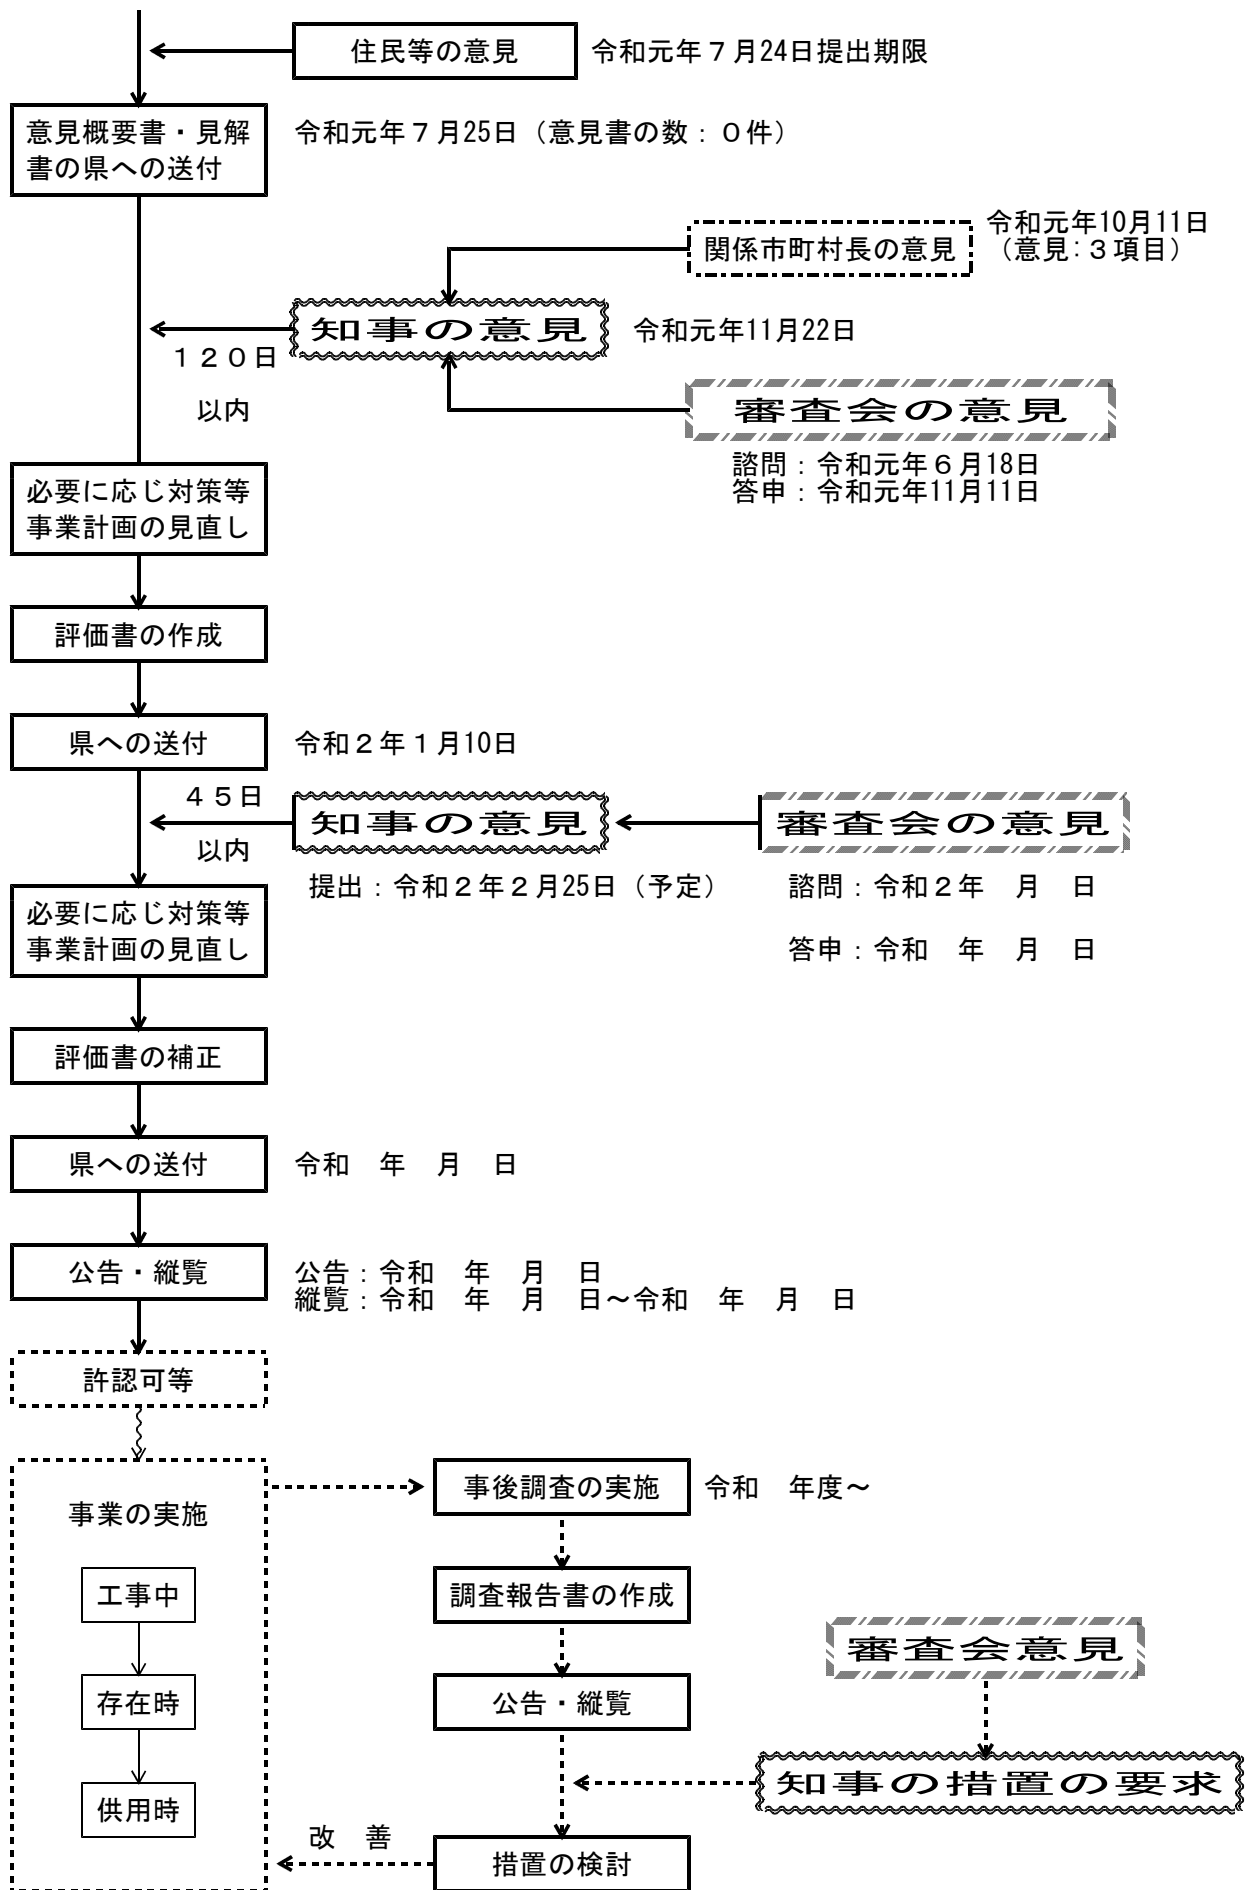 住民等の意見 令和元年７月24日提出期限
意見概要書・見解
書の県への送付
令和元年７月25日（意見書の数：０件）
関係市町村長の意見
令和元年10月11日
（意見:３項目）
知事の意見 令和元年11月22日
１２０日
以内
審査会の意見
諮問：令和元年６月18日
答申：令和元年11月11日
必要に応じ対策等
事業計画の見直し
評価書の作成
県への送付 令和２年１月10日
４５日
以内
知事の意見
審査会の意見
提出：令和２年２月25日（予定）
諮問：令和２年　月　日
答申：令和　年　月　日
必要に応じ対策等
事業計画の見直し
評価書の補正
県への送付 令和　年　月　日
公告・縦覧
公告：令和　年　月　日
縦覧：令和　年　月　日～令和　年　月　日
許認可等
事業の実施
工事中
存在時
供用時
事後調査の実施 令和　年度～
調査報告書の作成
公告・縦覧
審査会意見
知事の措置の要求
改　善
措置の検討